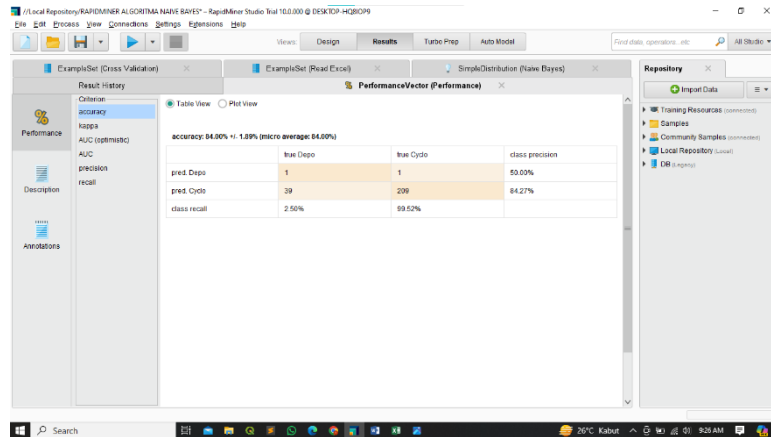 //Local Repository/RAPIDMINER ALGORITMA NAIVE BAYES* – RapidMiner Studio Trial 10.0.000 @ DESKTOP-HQ8IOP9
File Edit Process View Connections Settings Extensions Help
Views: Design Results Turbo Prep Auto Model Find data, operators...etc All Studio
ExampleSet (Cross Validation) ExampleSet (Read Excel) SimpleDistribution (Naive Bayes)
Result History PerformanceVector (Performance)
Performance
Description
Annotations
Criterion
accuracy
kappa
AUC (optimistic)
AUC
precision
recall
Table View Plot View
accuracy: 84.00% +/- 1.89% (micro average: 84.00%)
true Depo true Cyclo class precision
pred. Depo 1 1 50.00%
pred. Cyclo 39 209 84.27%
class recall 2.50% 99.52%
Repository
Import Data
Training Resources (connected)
Samples
Community Samples (connected)
Local Repository (Local)
DB (Legacy)
Search
26°C Kabut 9:26 AM